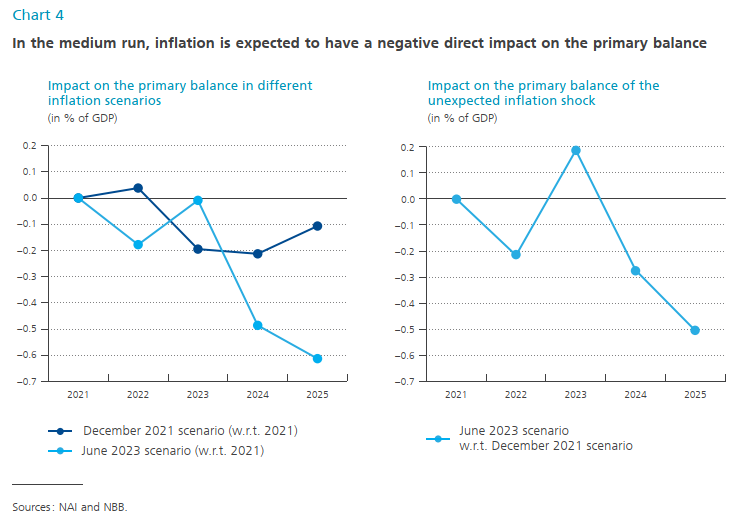 Chart 4
In the medium run, inflation is expected to have a negative direct impact on the primary balance
Impact on the primary balance in different
inflation scenarios
(in % of GDP)
0.2
0.1
0.0
–0.1
–0.2
–0.3
–0.4
–0.5
–0.6
–0.7
2021 2022 2023 2024 2025
December 2021 scenario (w.r.t. 2021)
June 2023 scenario (w.r.t. 2021)
Impact on the primary balance of the
unexpected inflation shock
(in % of GDP)
0.2
0.1
0.0
–0.1
–0.2
–0.3
–0.4
–0.5
–0.6
–0.7
2021 2022 2023 2024 2025
June 2023 scenario
w.r.t. December 2021 scenario
Sources: NAI and NBB.